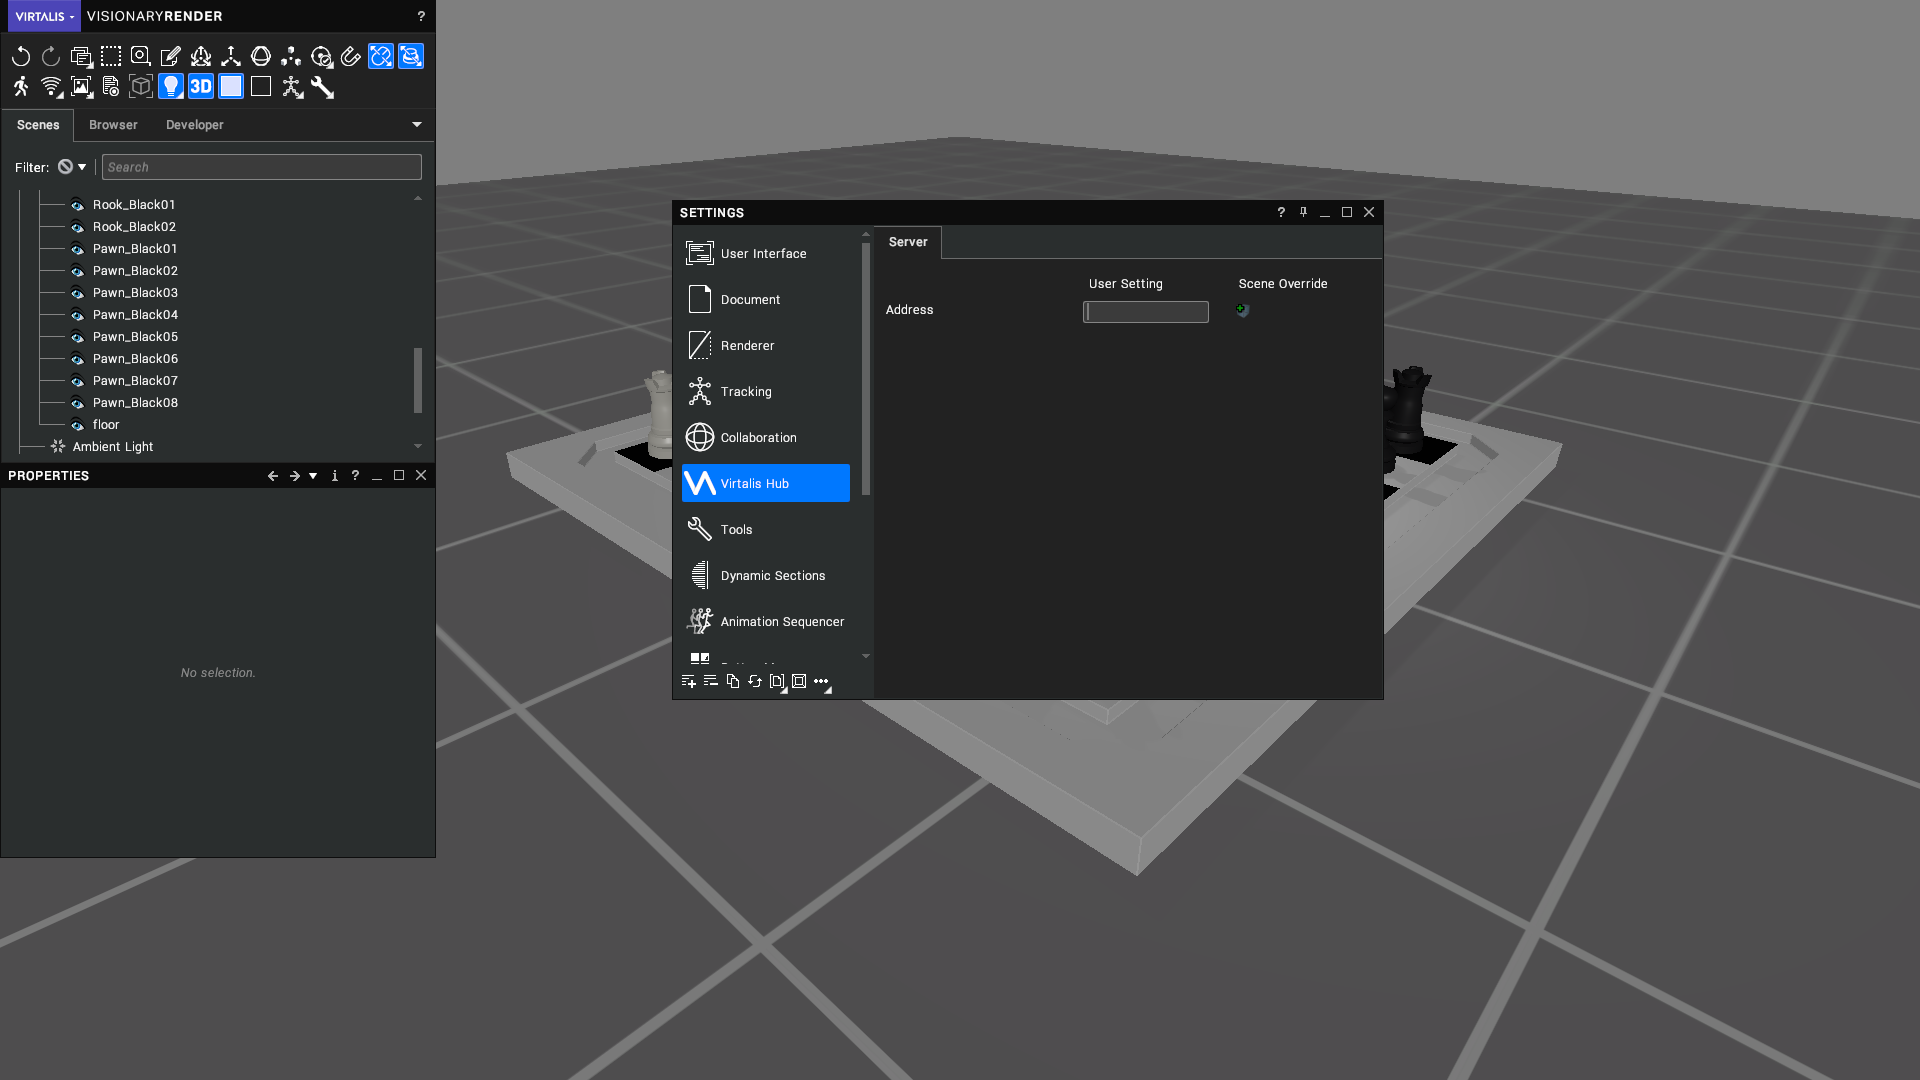 VIRTALIS VISIONARYRENDER ?
3D
Scenes Browser Developer
Filter: Search
Rook_Black01
Rook_Black02
Pawn_Black01
Pawn_Black02
Pawn_Black03
Pawn_Black04
Pawn_Black05
Pawn_Black06
Pawn_Black07
Pawn_Black08
floor
Ambient Light
PROPERTIES i ?
No selection.
SETTINGS ?
User Interface
Document
Renderer
Tracking
Collaboration
Virtalis Hub
Tools
Dynamic Sections
Animation Sequencer
Server
User Setting Scene Override
Address